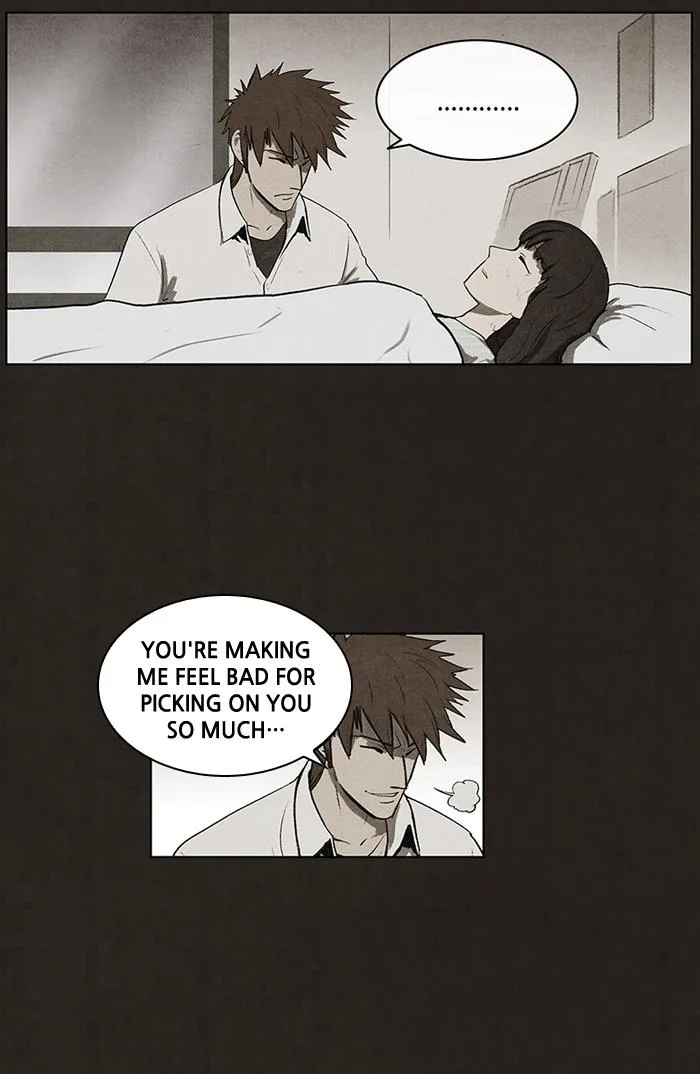 ............
YOU'RE MAKING
ME FEEL BAD FOR
PICKING ON YOU
SO MUCH…